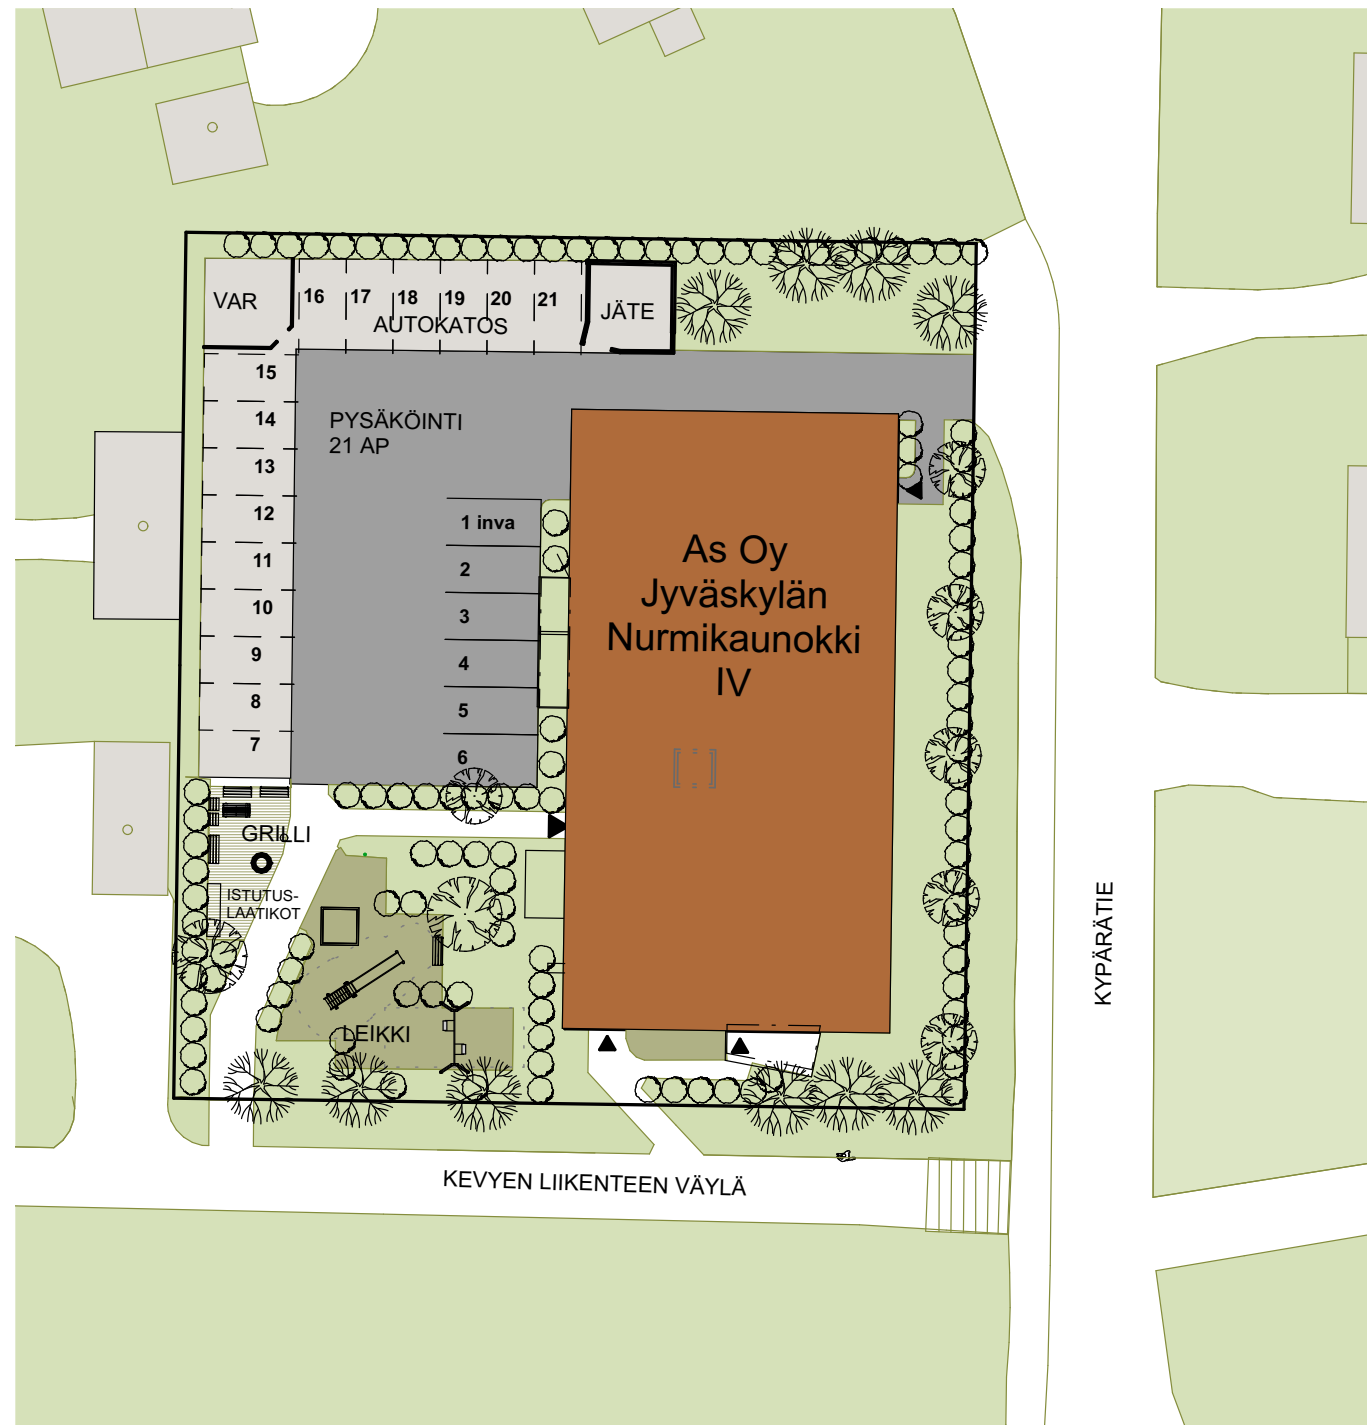 VAR
16 17 18 19 20 21
AUTOKATOS
JÄTE
15
14
13
12
11
10
9
8
7
PYSÄKÖINTI
21 AP
1 inva
2
3
4
5
6
As Oy
Jyväskylän
Nurmikaunokki
IV
GRILLI
ISTUTUS-
LAATIKOT
LEIKKI
KYPÄRÄTIE
KEVYEN LIIKENTEEN VÄYLÄ